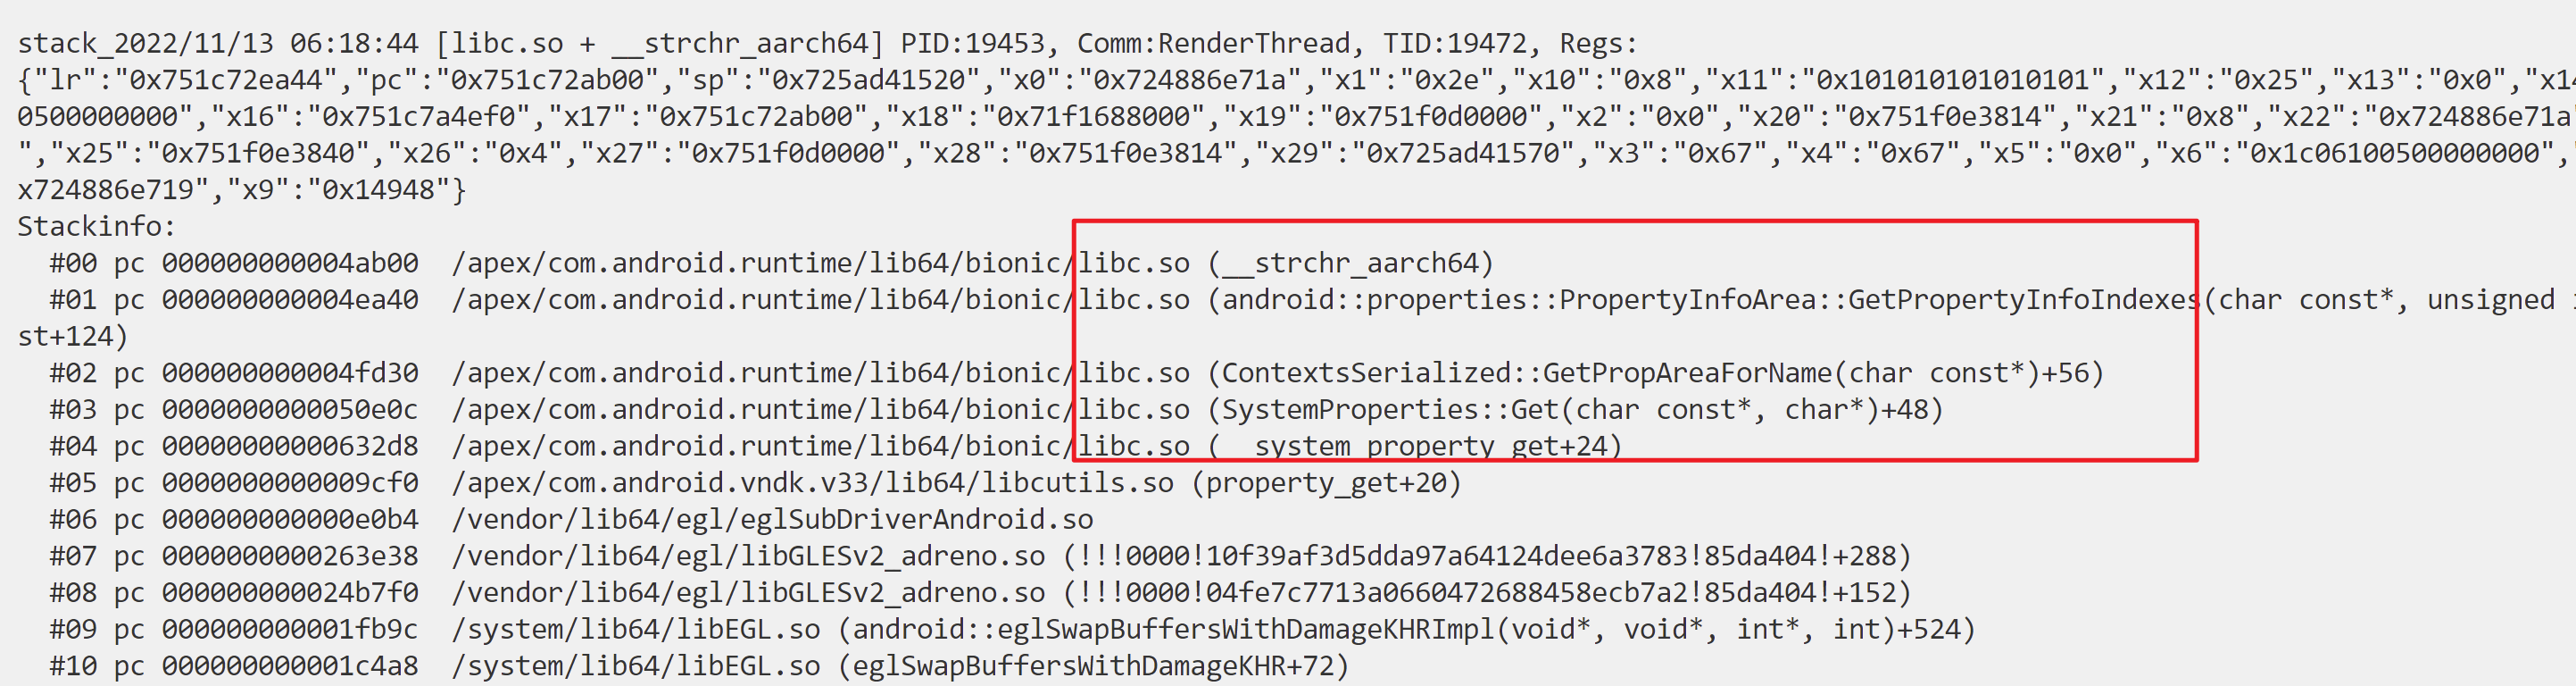 stack_2022/11/13 06:18:44 [libc.so + __strchr_aarch64] PID:19453, Comm:RenderThread, TID:19472, Regs:
{"lr":"0x751c72ea44","pc":"0x751c72ab00","sp":"0x725ad41520","x0":"0x724886e71a","x1":"0x2e","x10":"0x8","x11":"0x101010101010101","x12":"0x25","x13":"0x0","x14
0500000000","x16":"0x751c7a4ef0","x17":"0x751c72ab00","x18":"0x71f1688000","x19":"0x751f0d0000","x2":"0x0","x20":"0x751f0e3814","x21":"0x8","x22":"0x724886e71a"
","x25":"0x751f0e3840","x26":"0x4","x27":"0x751f0d0000","x28":"0x751f0e3814","x29":"0x725ad41570","x3":"0x67","x4":"0x67","x5":"0x0","x6":"0x1c06100500000000","
x724886e719","x9":"0x14948"}
Stackinfo:
#00 pc 000000000004ab00 /apex/com.android.runtime/lib64/bionic/libc.so (__strchr_aarch64)
#01 pc 000000000004ea40 /apex/com.android.runtime/lib64/bionic/libc.so (android::properties::PropertyInfoArea::GetPropertyInfoIndexes(char const*, unsigned
st+124)
#02 pc 000000000004fd30 /apex/com.android.runtime/lib64/bionic/libc.so (ContextsSerialized::GetPropAreaForName(char const*)+56)
#03 pc 0000000000050e0c /apex/com.android.runtime/lib64/bionic/libc.so (SystemProperties::Get(char const*, char*)+48)
#04 pc 00000000000632d8 /apex/com.android.runtime/lib64/bionic/libc.so (__system_property_get+24)
#05 pc 0000000000009cf0 /apex/com.android.vndk.v33/lib64/libcutils.so (property_get+20)
#06 pc 000000000000e0b4 /vendor/lib64/egl/eglSubDriverAndroid.so
#07 pc 0000000000263e38 /vendor/lib64/egl/libGLESv2_adreno.so (!!!0000!10f39af3d5dda97a64124dee6a3783!85da404!+288)
#08 pc 000000000024b7f0 /vendor/lib64/egl/libGLESv2_adreno.so (!!!0000!04fe7c7713a0660472688458ecb7a2!85da404!+152)
#09 pc 000000000001fb9c /system/lib64/libEGL.so (android::eglSwapBuffersWithDamageKHRImpl(void*, void*, int*, int)+524)
#10 pc 000000000001c4a8 /system/lib64/libEGL.so (eglSwapBuffersWithDamageKHR+72)